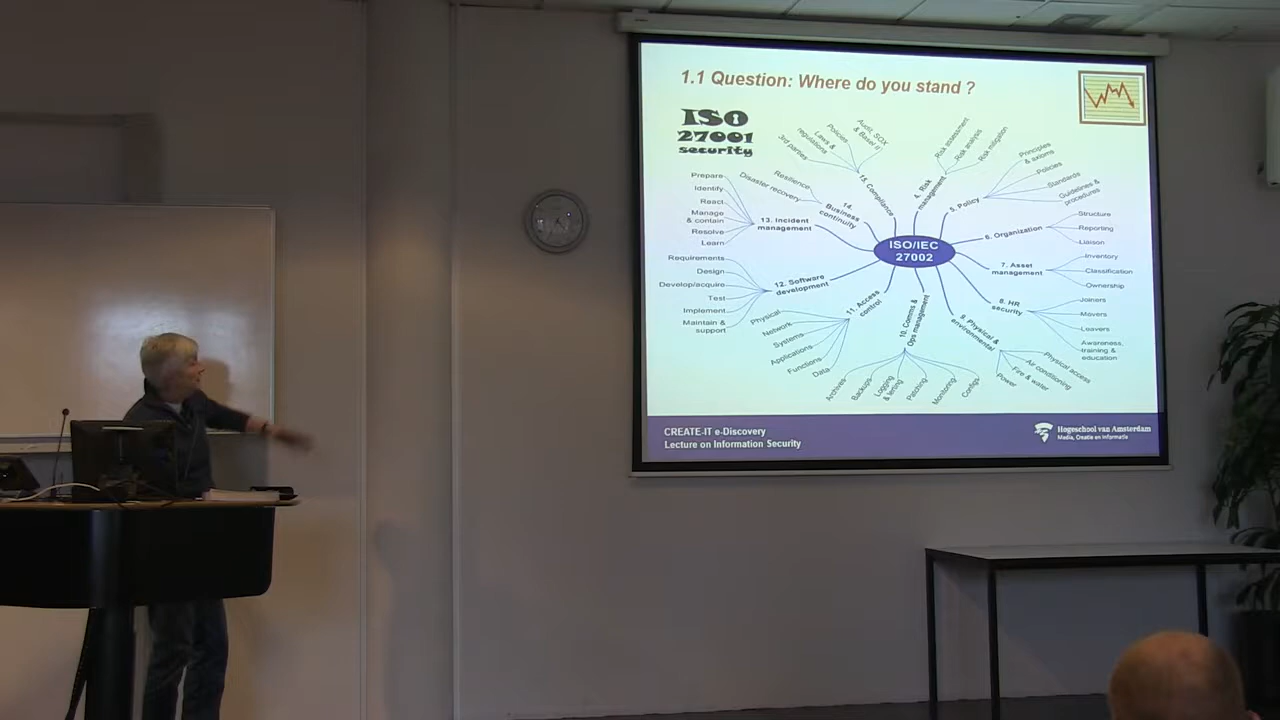 1.1 Question: Where do you stand ?
ISO
27001
security
ISO/IEC
27002
4. Risk
management
Risk assessment
Risk analysis
Risk mitigation
5. Policy
Principles
& axioms
Policies
Standards
Guidelines &
procedures
6. Organization
Structure
Reporting
Liaison
7. Asset
management
Inventory
Classification
Ownership
8. HR
security
Joiners
Movers
Leavers
Awareness,
training &
education
9. Physical &
environmental
Physical access
Air conditioning
Fire & water
Power
10. Comms &
Ops management
Configs
Monitoring
Patching
Logging
& alerting
Backups
Archives
11. Access
control
Physical
Network
Systems
Applications
Functions
Data
12. Software
development
Requirements
Design
Develop/acquire
Test
Implement
Maintain &
support
13. Incident
management
Prepare
Identify
React
Manage
& contain
Resolve
Learn
14.
Business
continuity
Resilience
Disaster recovery
15. Compliance
3rd parties
Laws &
regulations
Policies
Audit, SOX
& Basel II
CREATE-IT e-Discovery
Lecture on Information Security
Hogeschool van Amsterdam
Media, Creatie en Informatie